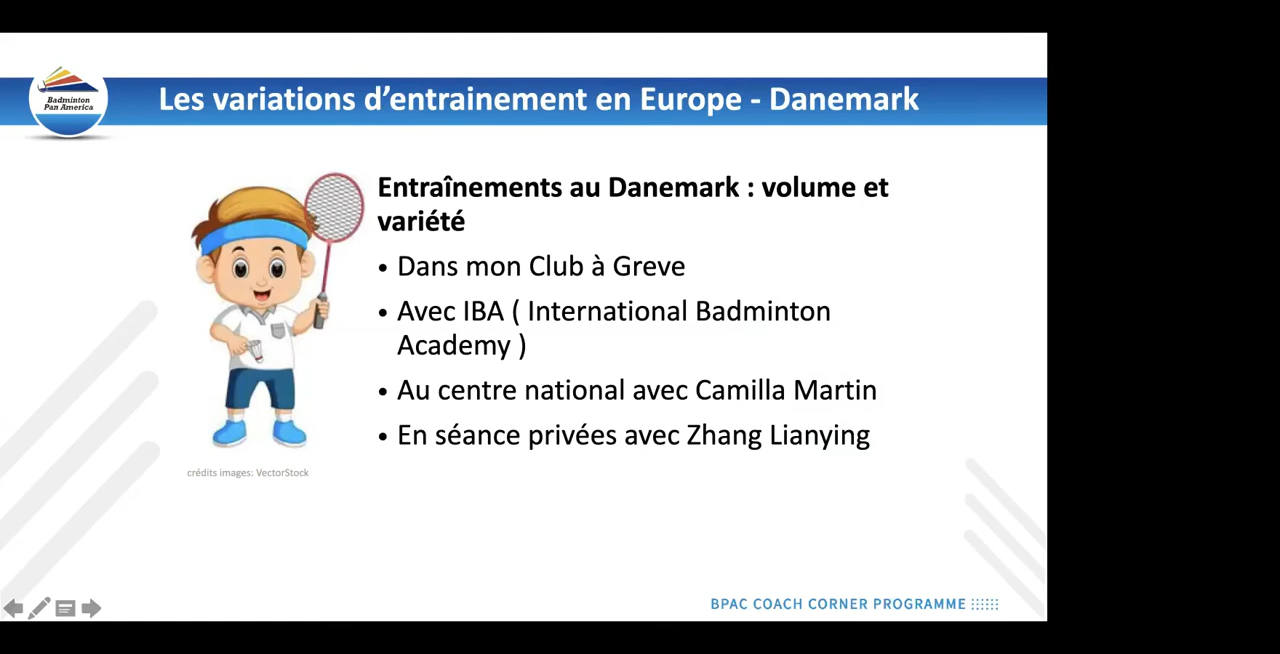 Badminton
Pan America
Les variations d’entrainement en Europe - Danemark
Entraînements au Danemark : volume et
variété
• Dans mon Club à Greve
• Avec IBA ( International Badminton
Academy )
• Au centre national avec Camilla Martin
• En séance privées avec Zhang Lianying
crédits images: VectorStock
BPAC COACH CORNER PROGRAMME